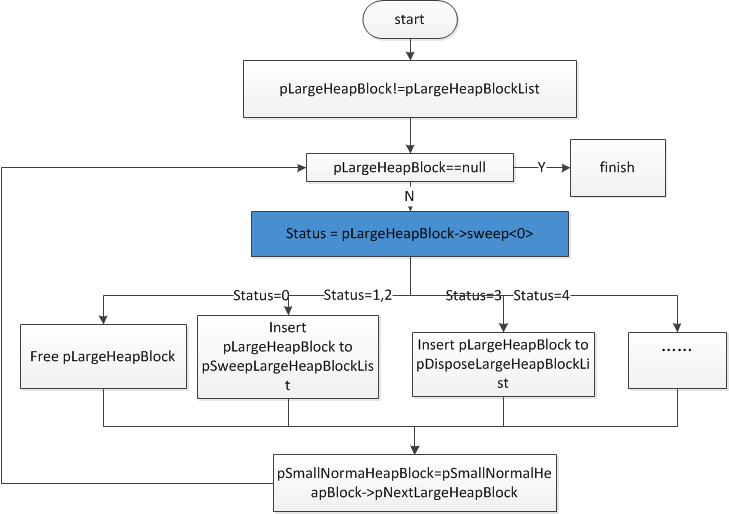 start
pLargeHeapBlock!=pLargeHeapBlockList
pLargeHeapBlock==null
Y
finish
N
Status = pLargeHeapBlock->sweep<0>
Status=0
Status=1,2
Status=3
Status=4
Free pLargeHeapBlock
Insert
pLargeHeapBlock to
pSweepLargeHeapBlockLis
t
Insert pLargeHeapBlock to
pDisposeLargeHeapBlockLi
st
……
pSmallNormaHeapBlock=pSmallNormalHe
apBlock->pNextLargeHeapBlock